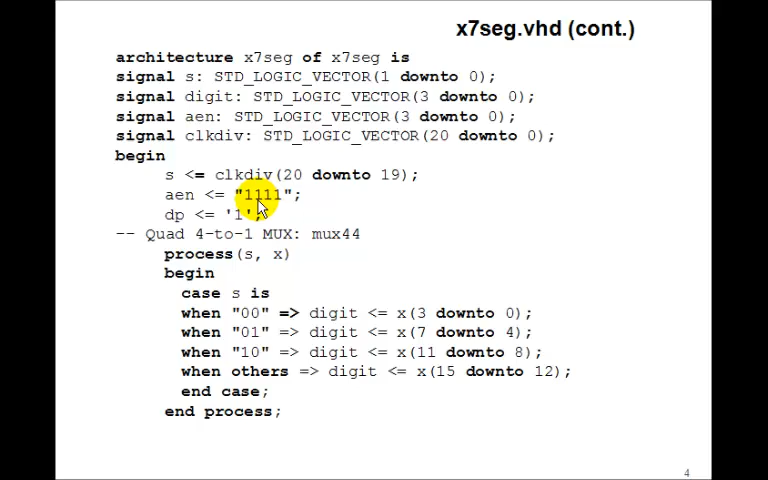 x7seg.vhd (cont.)
architecture x7seg of x7seg is
signal s: STD_LOGIC_VECTOR(1 downto 0);
signal digit: STD_LOGIC_VECTOR(3 downto 0);
signal aen: STD_LOGIC_VECTOR(3 downto 0);
signal clkdiv: STD_LOGIC_VECTOR(20 downto 0);
begin
s <= clkdiv(20 downto 19);
aen <= "1111";
dp <= '1';
-- Quad 4-to-1 MUX: mux44
process(s, x)
begin
case s is
when "00" => digit <= x(3 downto 0);
when "01" => digit <= x(7 downto 4);
when "10" => digit <= x(11 downto 8);
when others => digit <= x(15 downto 12);
end case;
end process;
4